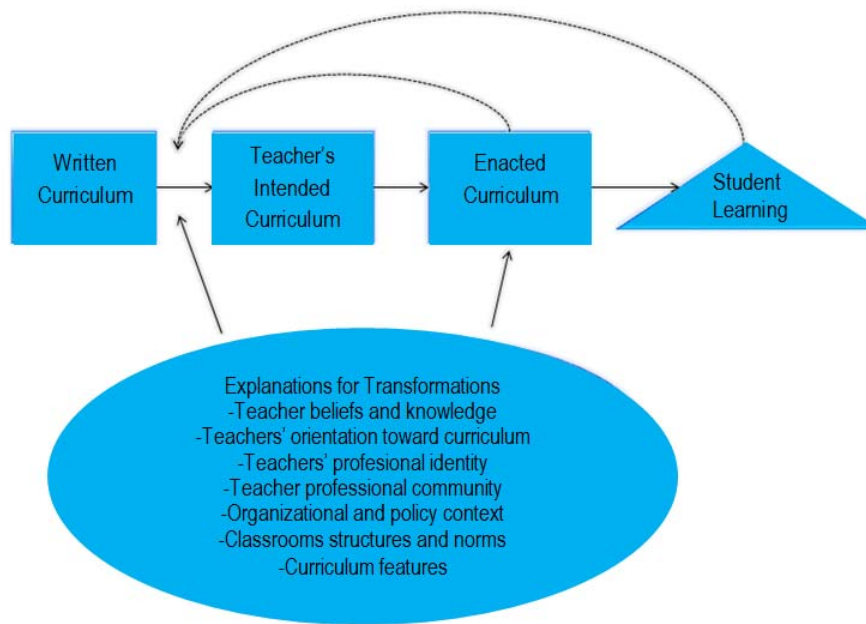 Written
Curriculum
Teacher's
Intended
Curriculum
Enacted
Curriculum
Student
Learning
Explanations for Transformations
-Teacher beliefs and knowledge
-Teachers' orientation toward curriculum
-Teachers' profesional identity
-Teacher professional community
-Organizational and policy context
-Classrooms structures and norms
-Curriculum features